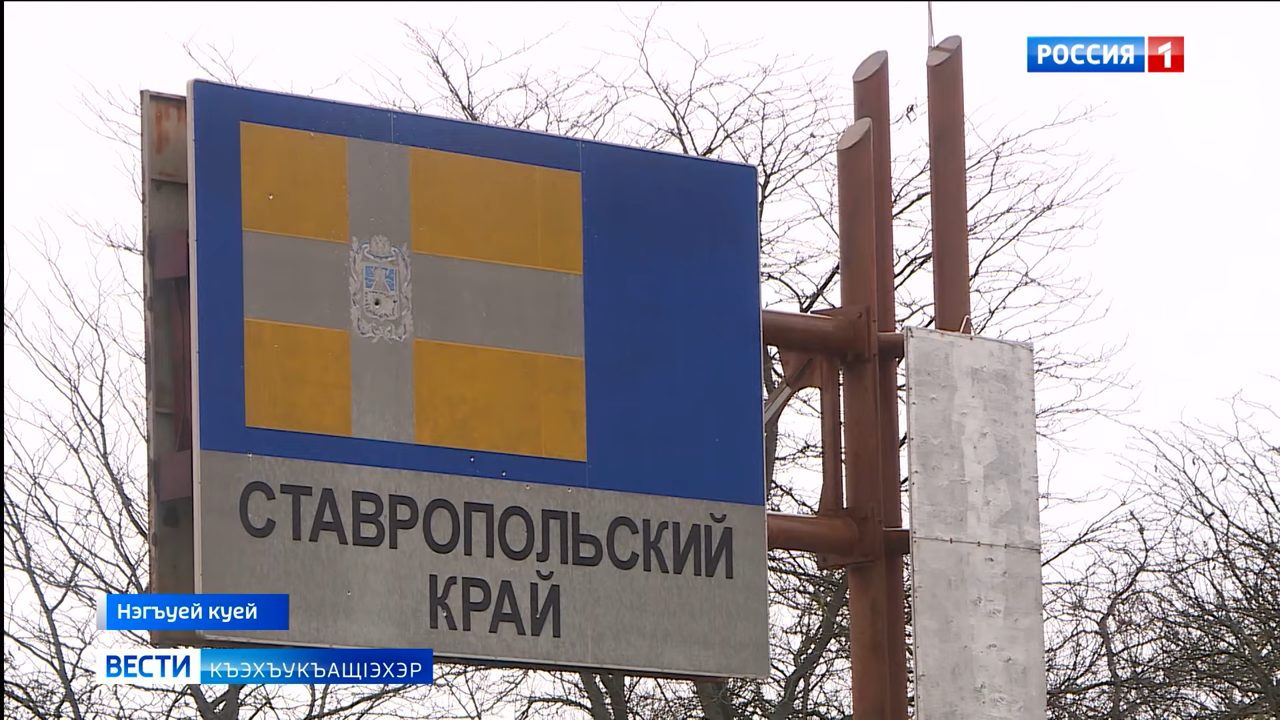 РОССИЯ 1
СТАВРОПОЛЬСКИЙ
КРАЙ
Нэгъуей куей
ВЕСТИ КЪЭХЪУКЪАЩІЭХЭР